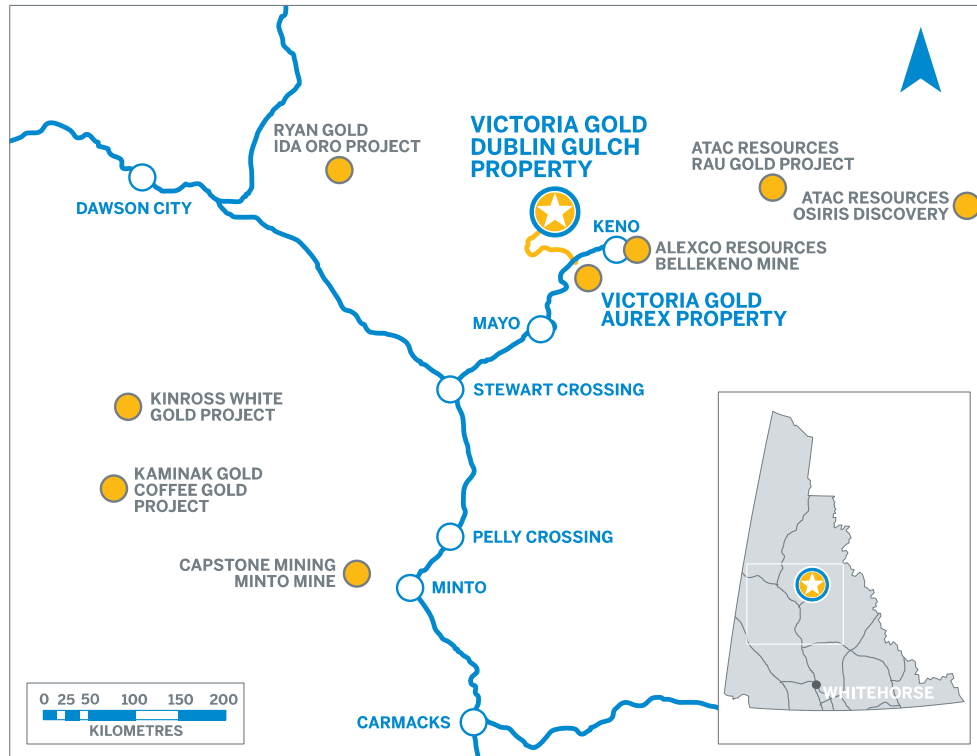 RYAN GOLD
IDA ORO PROJECT
VICTORIA GOLD
DUBLIN GULCH
PROPERTY
ATAC RESOURCES
RAU GOLD PROJECT
ATAC RESOURCES
OSIRIS DISCOVERY
DAWSON CITY
KENO
ALEXCO RESOURCES
BELLEKENO MINE
VICTORIA GOLD
AUREX PROPERTY
MAYO
STEWART CROSSING
KINROSS WHITE
GOLD PROJECT
KAMINAK GOLD
COFFEE GOLD
PROJECT
PELLY CROSSING
CAPSTONE MINING
MINTO MINE
MINTO
WHITEHORSE
0 25 50 100 150 200
KILOMETRES
CARMACKS